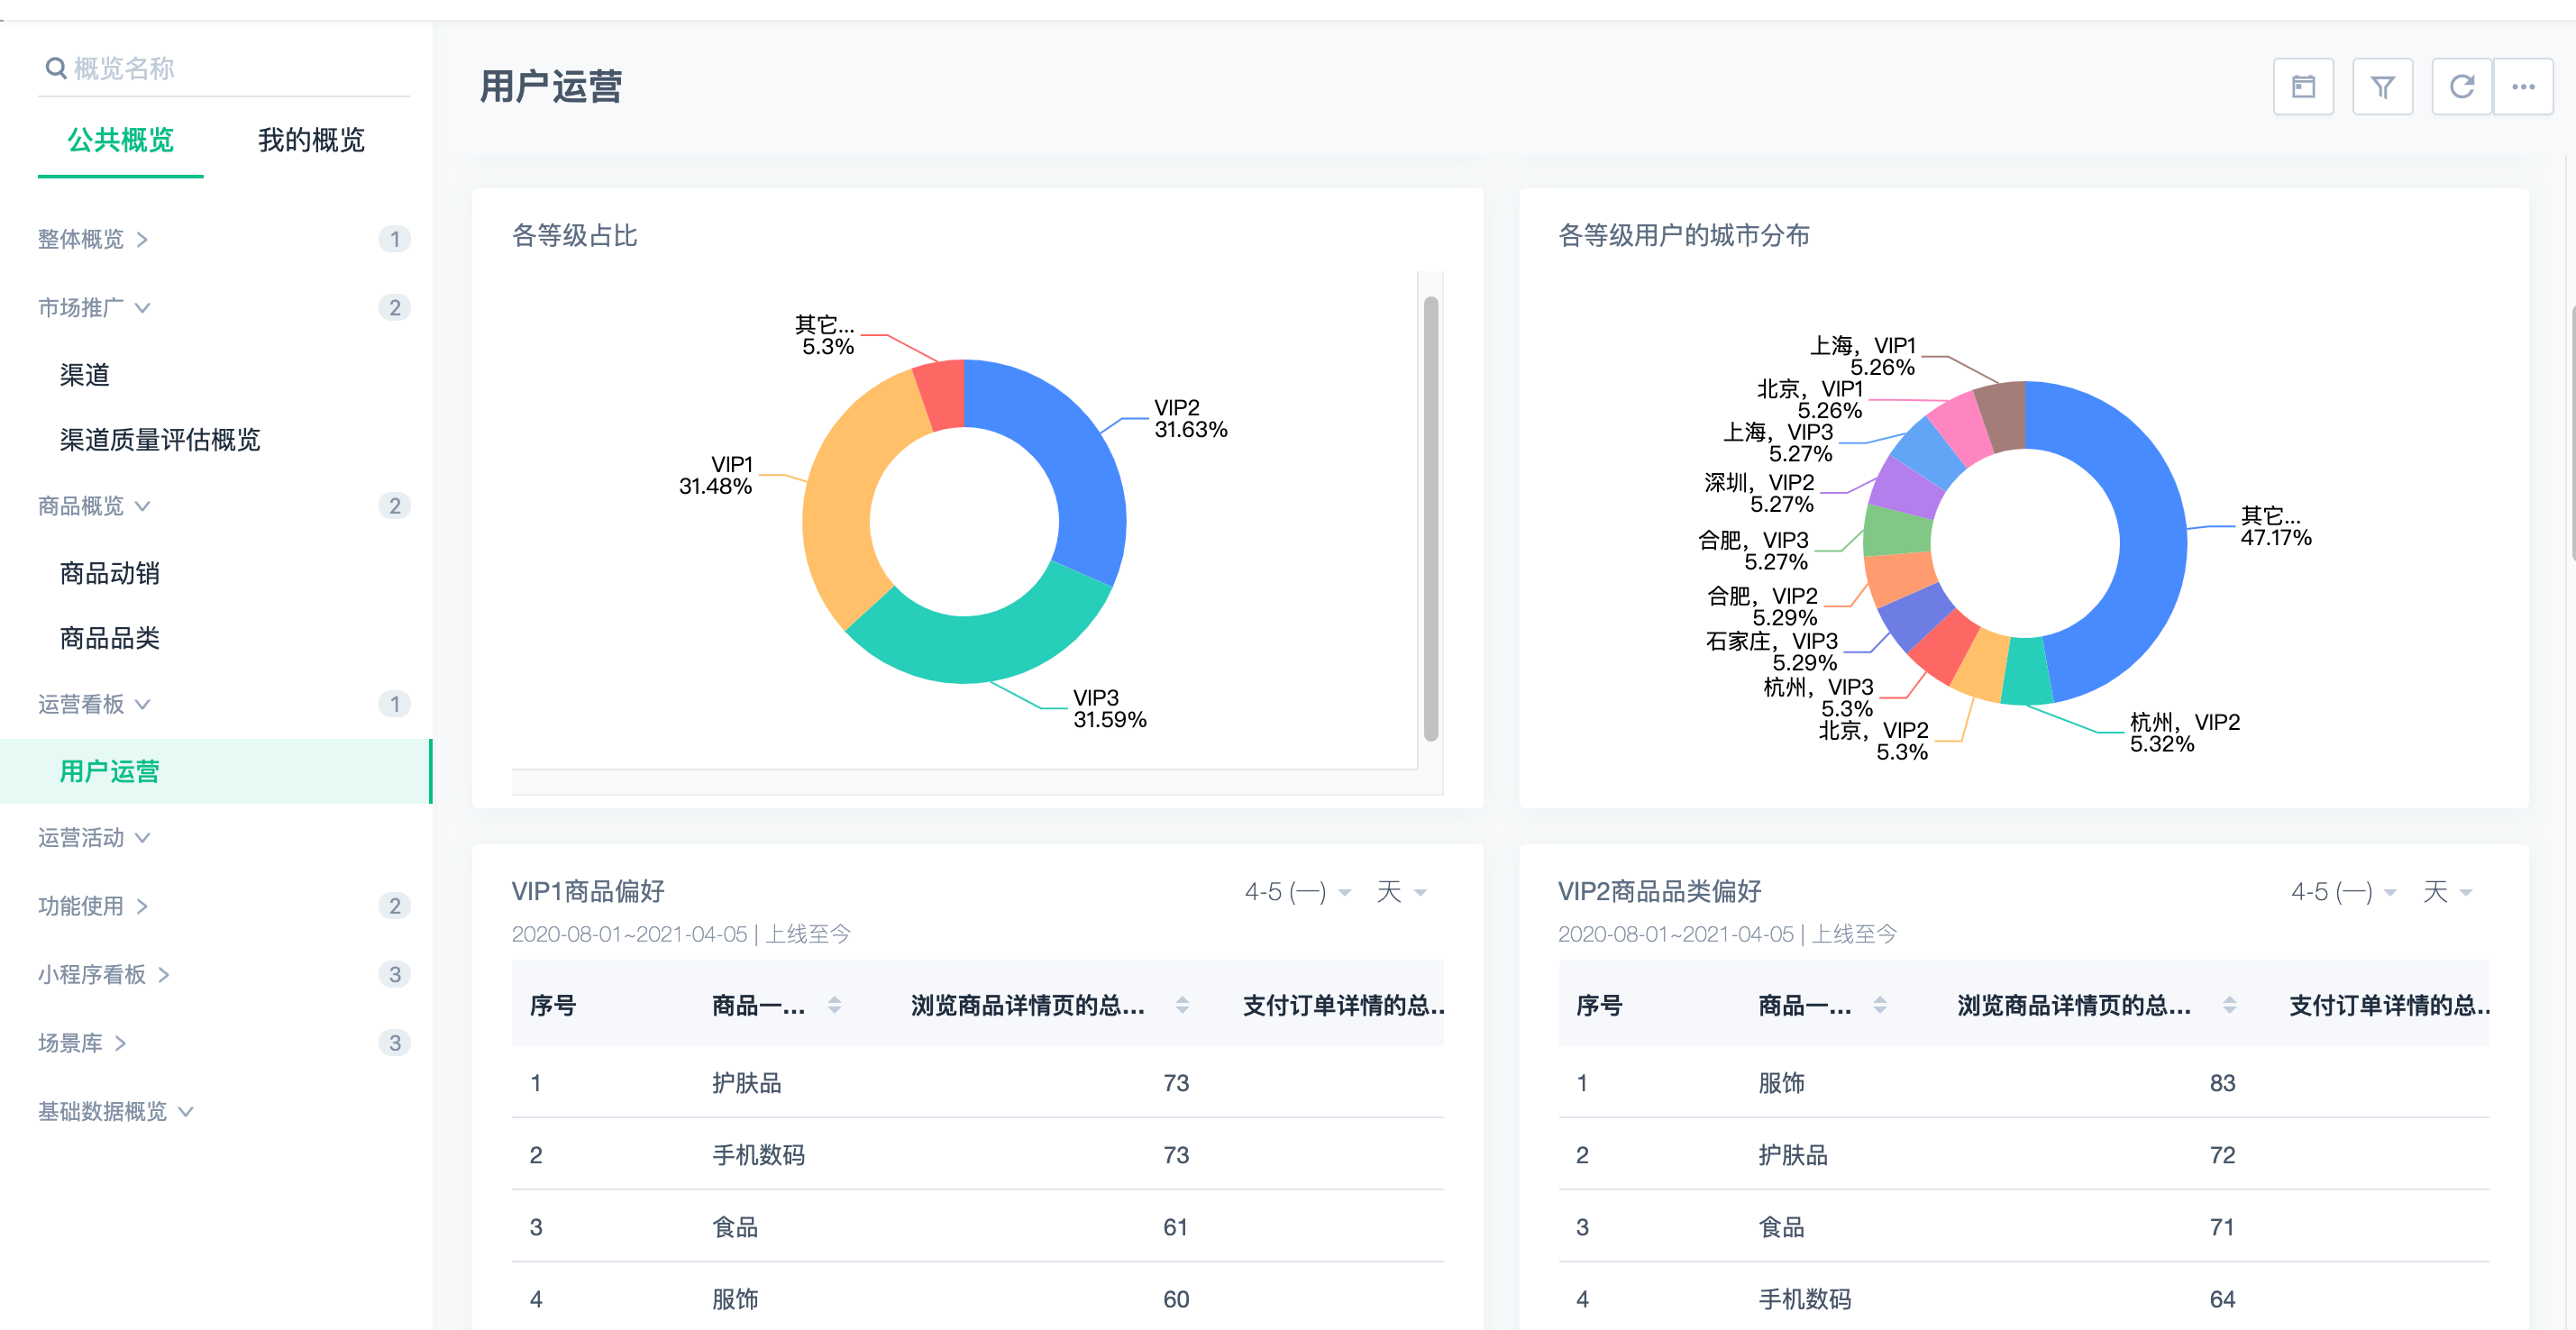 概览名称
公共概览 我的概览
整体概览 1
市场推广 2
渠道
渠道质量评估概览
商品概览 2
商品动销
商品品类
运营看板 1
用户运营
运营活动
功能使用 2
小程序看板 3
场景库 3
基础数据概览
用户运营
各等级占比
其它...
5.3%
VIP2
31.63%
VIP1
31.48%
VIP3
31.59%
各等级用户的城市分布
上海，VIP1
5.26%
北京，VIP1
5.26%
上海，VIP3
5.27%
深圳，VIP2
5.27%
其它...
47.17%
合肥，VIP3
5.27%
合肥，VIP2
5.29%
石家庄，VIP3
5.29%
杭州，VIP3
5.3%
北京，VIP2
5.3%
杭州，VIP2
5.32%
VIP1商品偏好 4-5 (一) 天
2020-08-01~2021-04-05 | 上线至今
序号 商品一... 浏览商品详情页的总... 支付订单详情的总..
1 护肤品 73
2 手机数码 73
3 食品 61
4 服饰 60
VIP2商品品类偏好 4-5 (一) 天
2020-08-01~2021-04-05 | 上线至今
序号 商品一... 浏览商品详情页的总... 支付订单详情的总..
1 服饰 83
2 护肤品 72
3 食品 71
4 手机数码 64